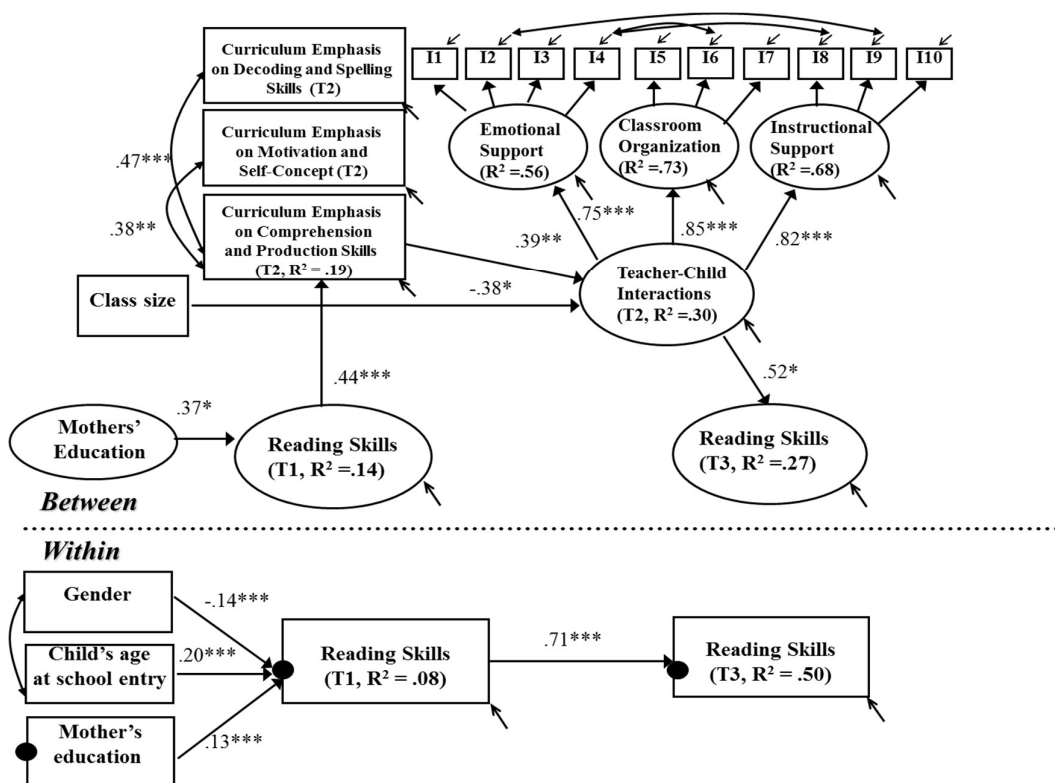 Curriculum Emphasis
on Decoding and Spelling
Skills (T2)
I1 I2 I3 I4 I5 I6 I7 I8 I9 I10
Curriculum Emphasis
on Motivation and
Self-Concept (T2)
Emotional
Support
(R² =.56)
Classroom
Organization
(R² =.73)
Instructional
Support
(R² =.68)
.47***
.38**
Curriculum Emphasis
on Comprehension
and Production Skills
(T2, R² = .19)
.39**
.75***
.85***
.82***
Class size
-.38*
Teacher-Child
Interactions
(T2, R² =.30)
.44***
.52*
Mothers'
Education
.37*
Reading Skills
(T1, R² =.14)
Reading Skills
(T3, R² =.27)
Between
Within
Gender
-.14***
Child's age
at school entry
.20***
Reading Skills
(T1, R² = .08)
.71***
Reading Skills
(T3, R² = .50)
Mother's
education
.13***